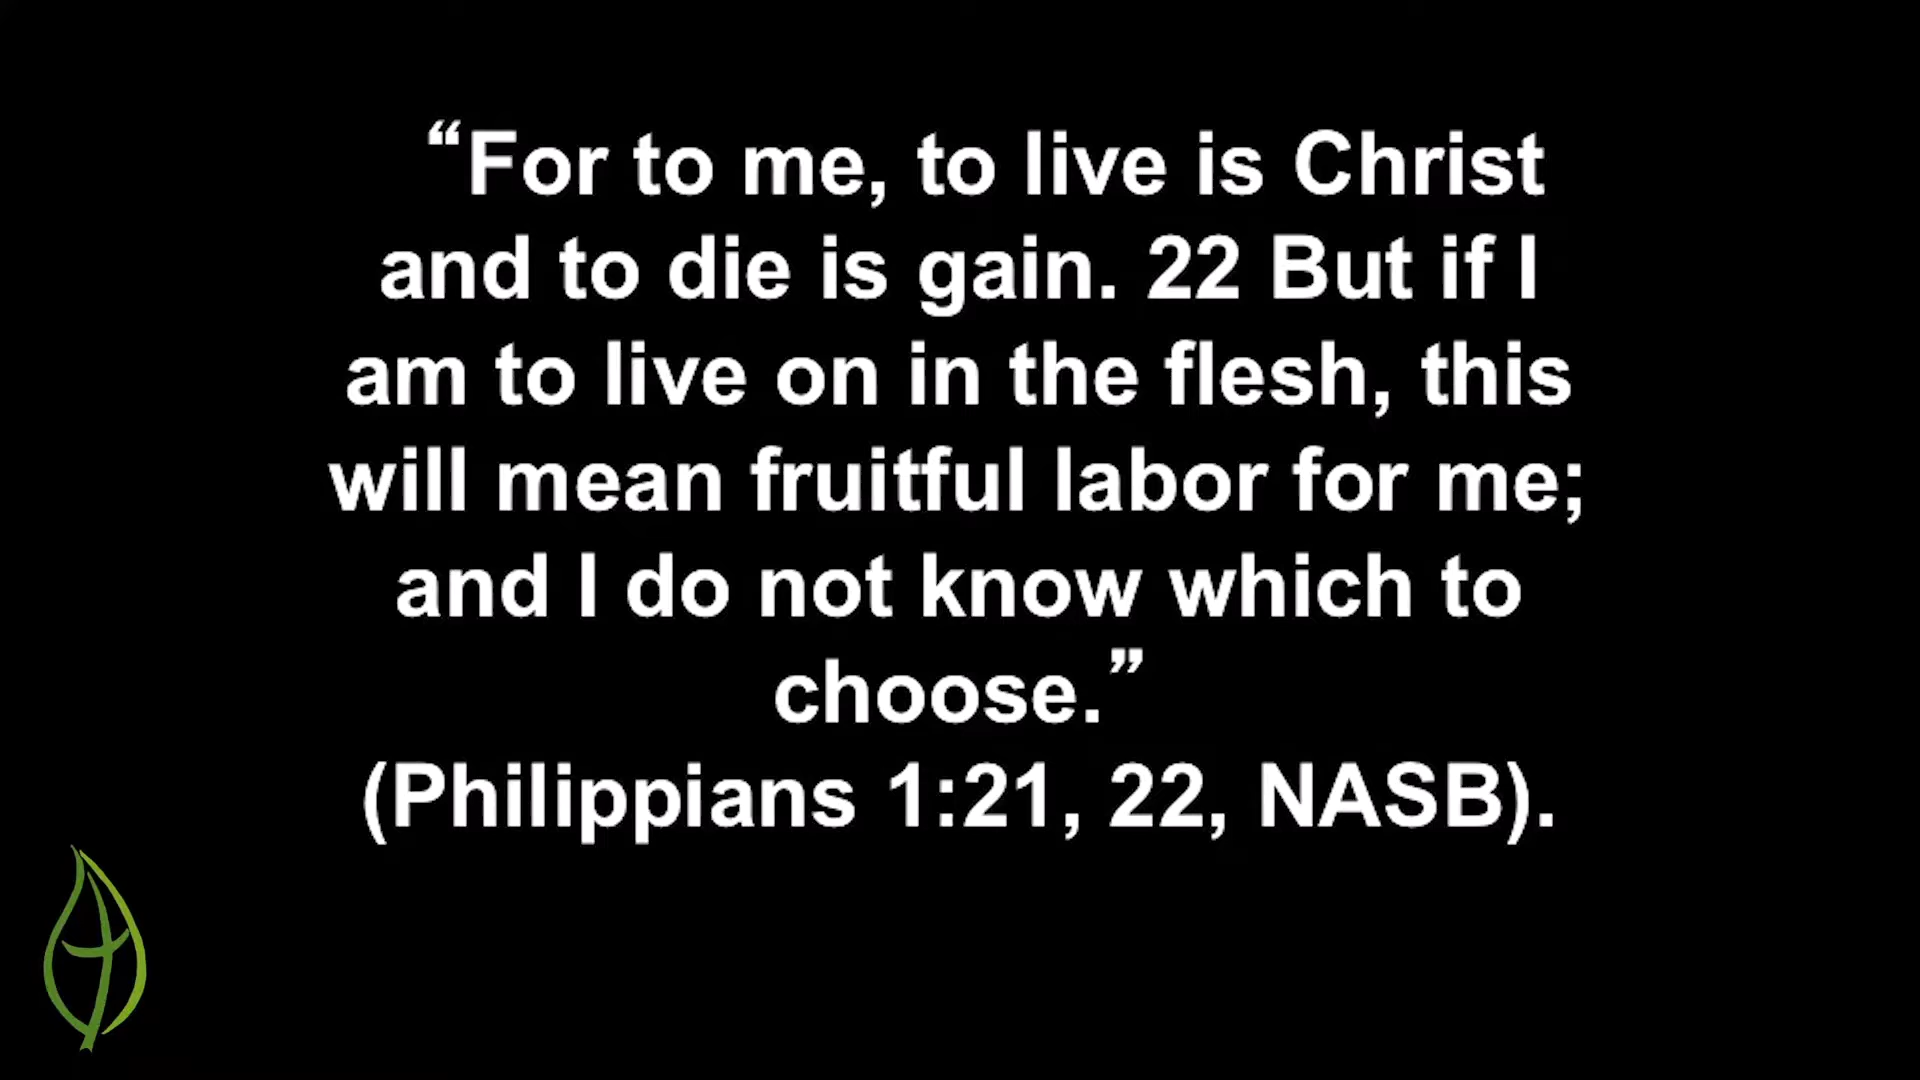 “For to me, to live is Christ
and to die is gain. 22 But if I
am to live on in the flesh, this
will mean fruitful labor for me;
and I do not know which to
choose.”
(Philippians 1:21, 22, NASB).